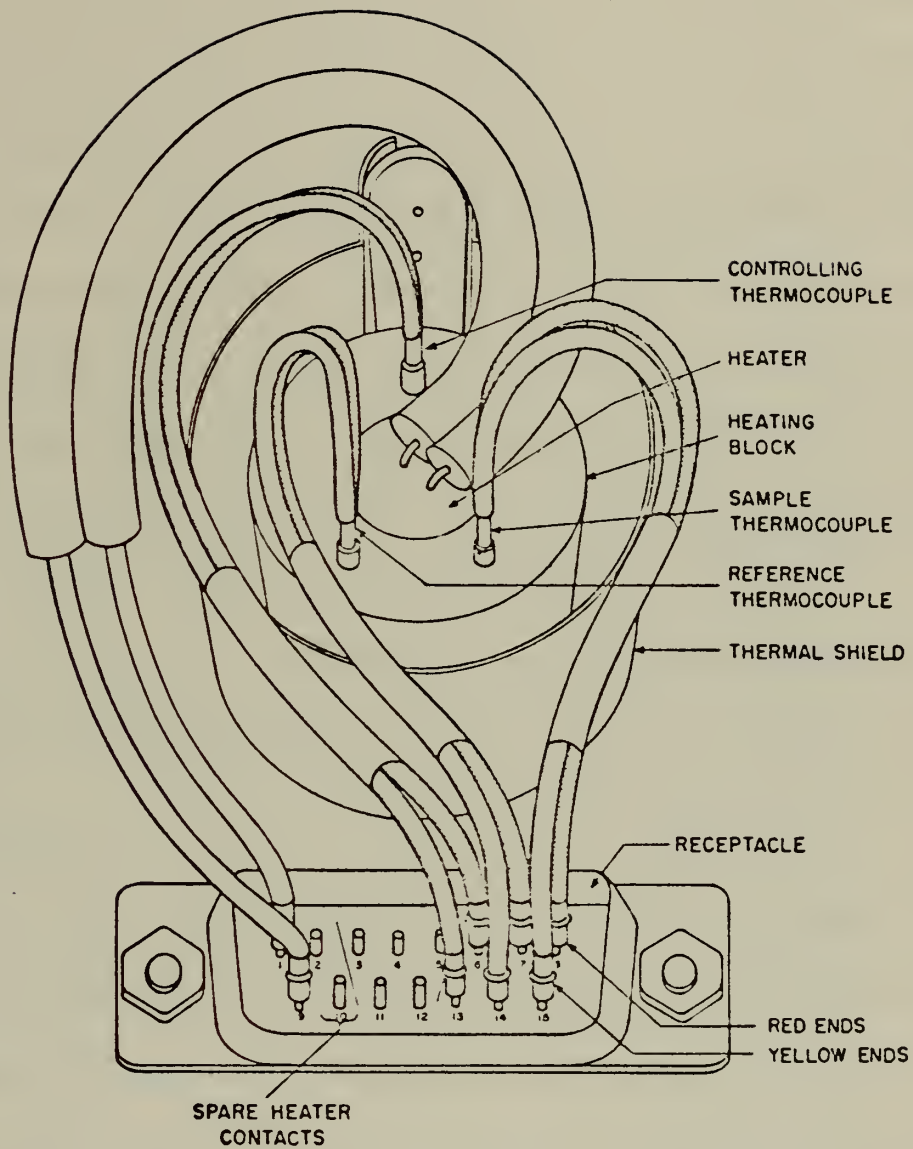 CONTROLLING
THERMOCOUPLE
HEATER
HEATING
BLOCK
SAMPLE
THERMOCOUPLE
REFERENCE
THERMOCOUPLE
THERMAL SHIELD
RECEPTACLE
1 2 3 4 5 6 7 8
9 10 11 12 13 14 15
RED ENDS
YELLOW ENDS
SPARE HEATER
CONTACTS